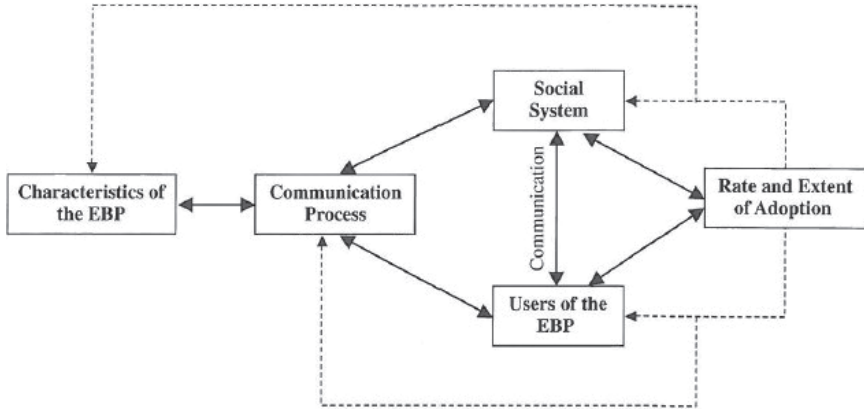 Social
System
Characteristics of
the EBP
Communication
Process
Communication
Rate and Extent
of Adoption
Users of the
EBP